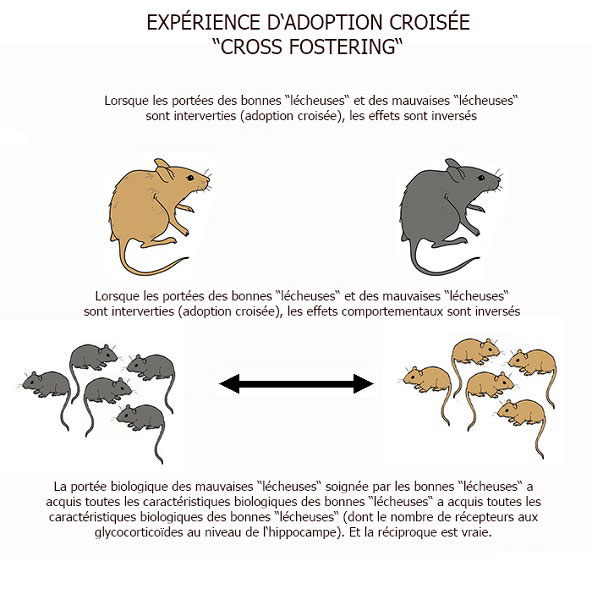 EXPÉRIENCE D'ADOPTION CROISÉE
"CROSS FOSTERING"
Lorsque les portées des bonnes "lécheuses" et des mauvaises "lécheuses"
sont interverties (adoption croisée), les effets sont inversés
Lorsque les portées des bonnes "lécheuses" et des mauvaises "lécheuses"
sont interverties (adoption croisée), les effets comportementaux sont inversés
La portée biologique des mauvaises "lécheuses" soignée par les bonnes "lécheuses" a
acquis toutes les caractéristiques biologiques des bonnes "lécheuses" a acquis toutes les
caractéristiques biologiques des bonnes "lécheuses" (dont le nombre de récepteurs aux
glycocorticoïdes au niveau de l'hippocampe). Et la réciproque est vraie.